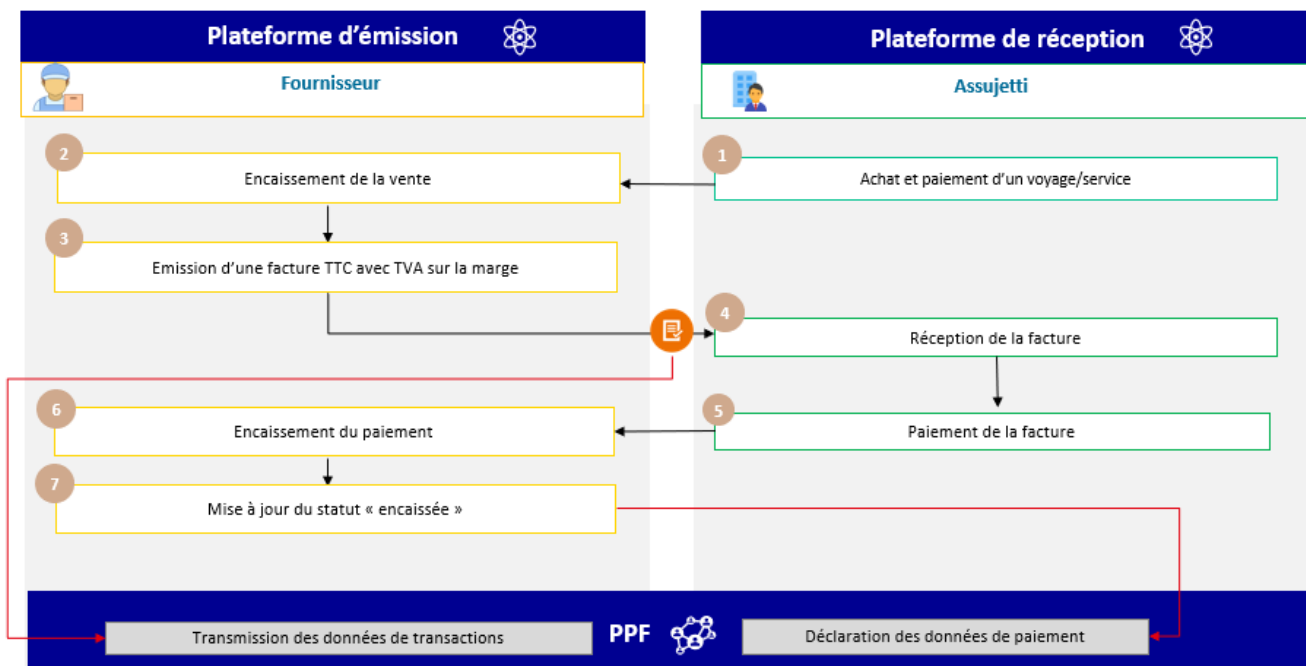 Plateforme d'émission
Plateforme de réception
Fournisseur
Assujetti
2
Encaissement de la vente
1
Achat et paiement d'un voyage/service
3
Emission d'une facture TTC avec TVA sur la marge
4
Réception de la facture
6
Encaissement du paiement
5
Paiement de la facture
7
Mise à jour du statut « encaissée »
Transmission des données de transactions
PPF
Déclaration des données de paiement